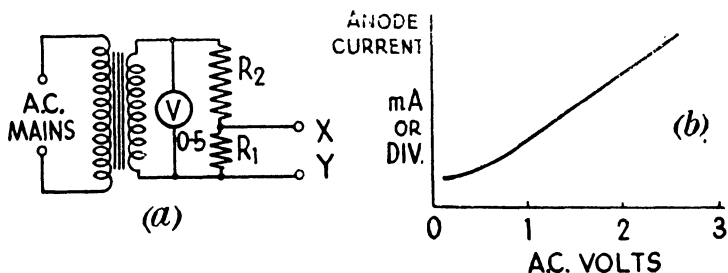 A.C.
MAINS
V
0-5
R2
R1
X
Y
(a)
ANODE
CURRENT
mA
OR
DIV.
(b)
0 1 2 3
A.C. VOLTS